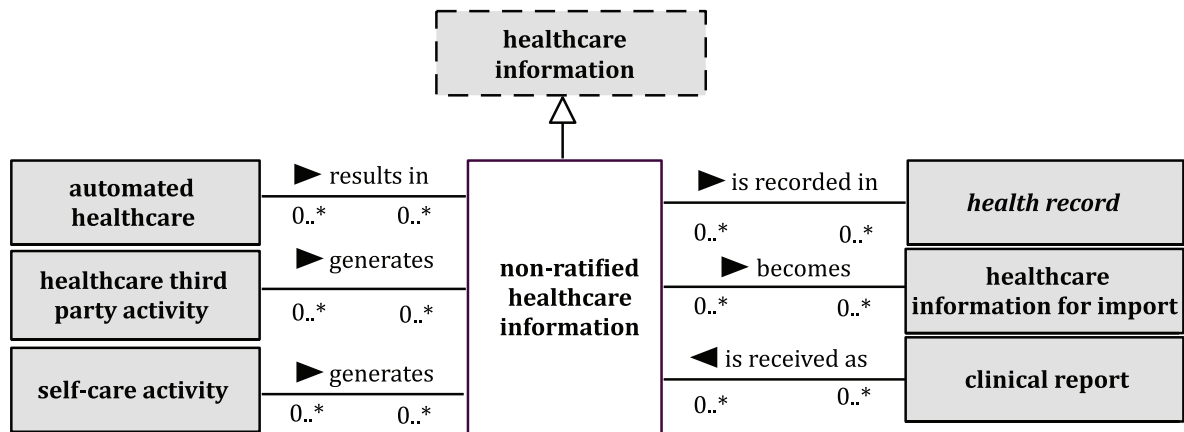 healthcare
information
automated
healthcare
► results in
0..* 0..*
healthcare third
party activity
► generates
0..* 0..*
self-care activity
► generates
0..* 0..*
non-ratified
healthcare
information
► is recorded in
0..* 0..*
health record
► becomes
0..* 0..*
healthcare
information for import
◄ is received as
0..* 0..*
clinical report